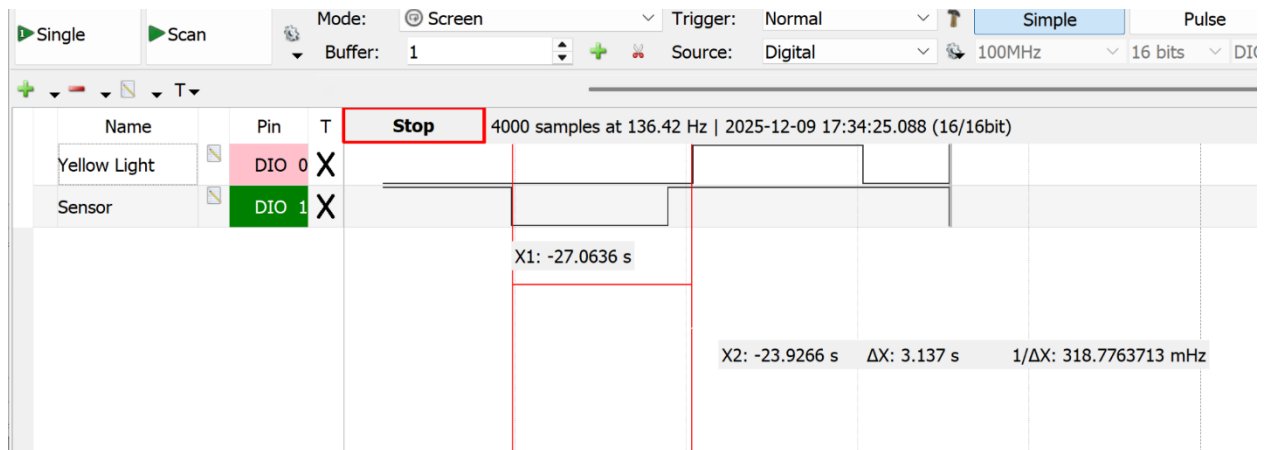 Mode: Screen Trigger: Normal Simple Pulse
Single Scan
Buffer: 1 Source: Digital 100MHz 16 bits
T
Name Pin T Stop 4000 samples at 136.42 Hz | 2025-12-09 17:34:25.088 (16/16bit)
Yellow Light DIO 0 X
Sensor DIO 1 X
X1: -27.0636 s
X2: -23.9266 s ΔX: 3.137 s 1/ΔX: 318.7763713 mHz